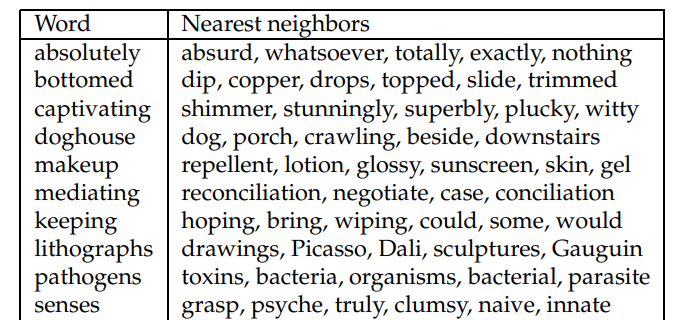 Word Nearest neighbors
absolutely absurd, whatsoever, totally, exactly, nothing
bottomed dip, copper, drops, topped, slide, trimmed
captivating shimmer, stunningly, superbly, plucky, witty
doghouse dog, porch, crawling, beside, downstairs
makeup repellent, lotion, glossy, sunscreen, skin, gel
mediating reconciliation, negotiate, case, conciliation
keeping hoping, bring, wiping, could, some, would
lithographs drawings, Picasso, Dali, sculptures, Gauguin
pathogens toxins, bacteria, organisms, bacterial, parasite
senses grasp, psyche, truly, clumsy, naive, innate